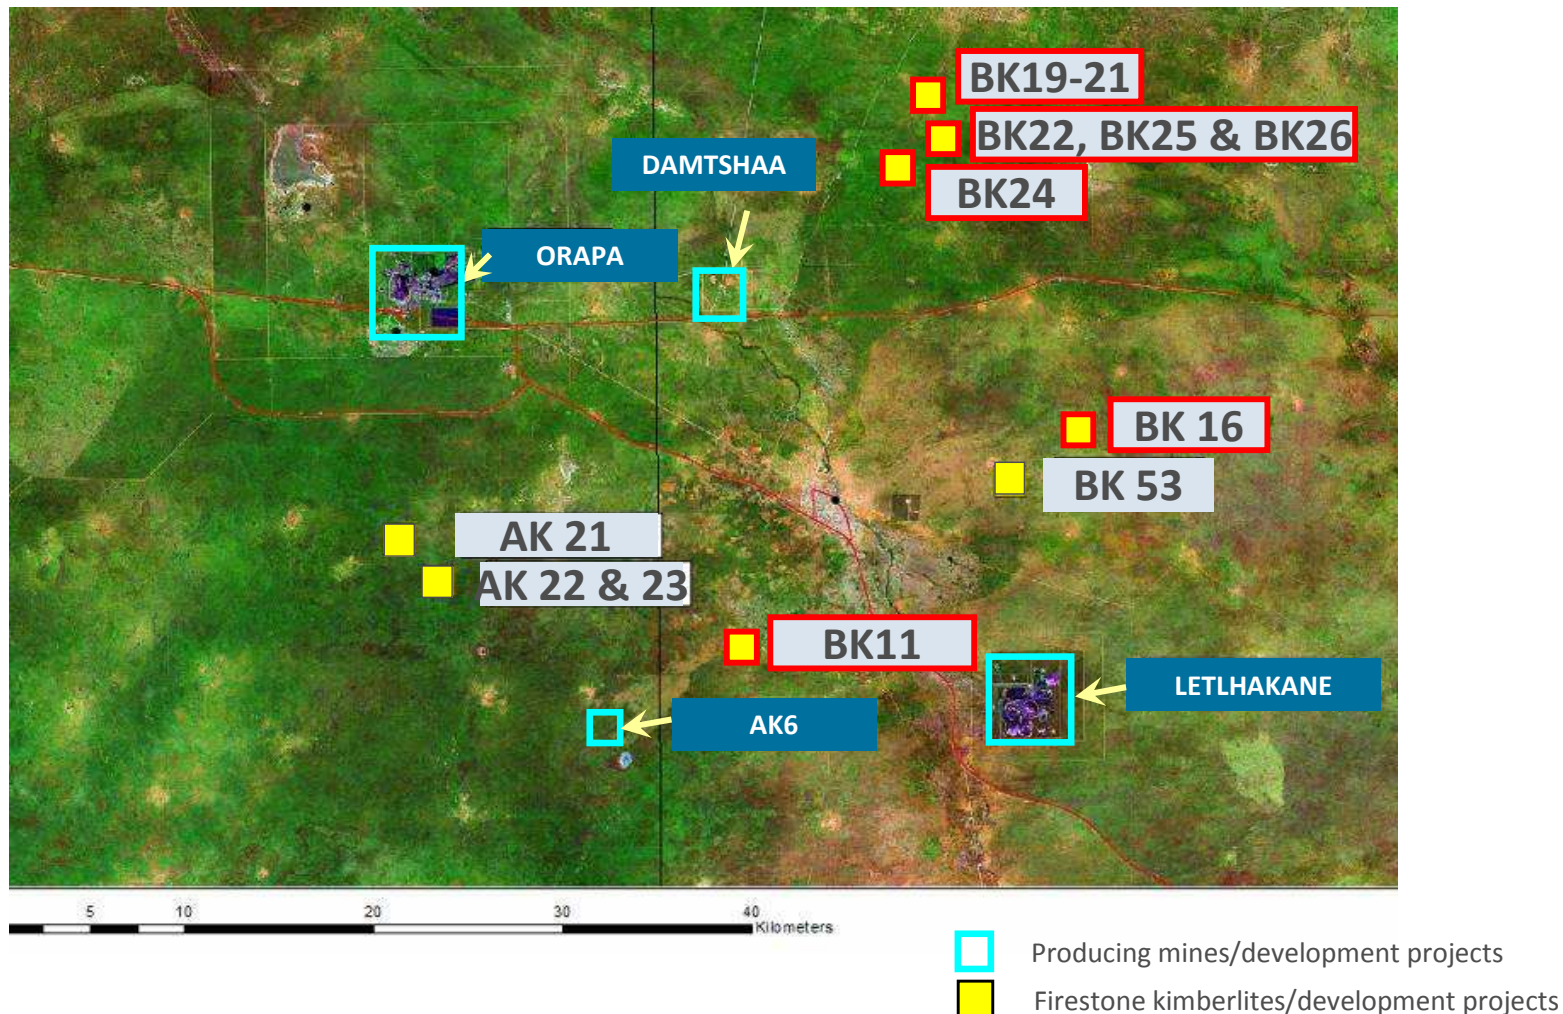 BK19-21
BK22, BK25 & BK26
DAMTSHAA
BK24
ORAPA
BK 16
BK 53
AK 21
AK 22 & 23
BK11
LETLHAKANE
AK6
5 10 20 30 40
Kilometers
Producing mines/development projects
Firestone kimberlites/development projects